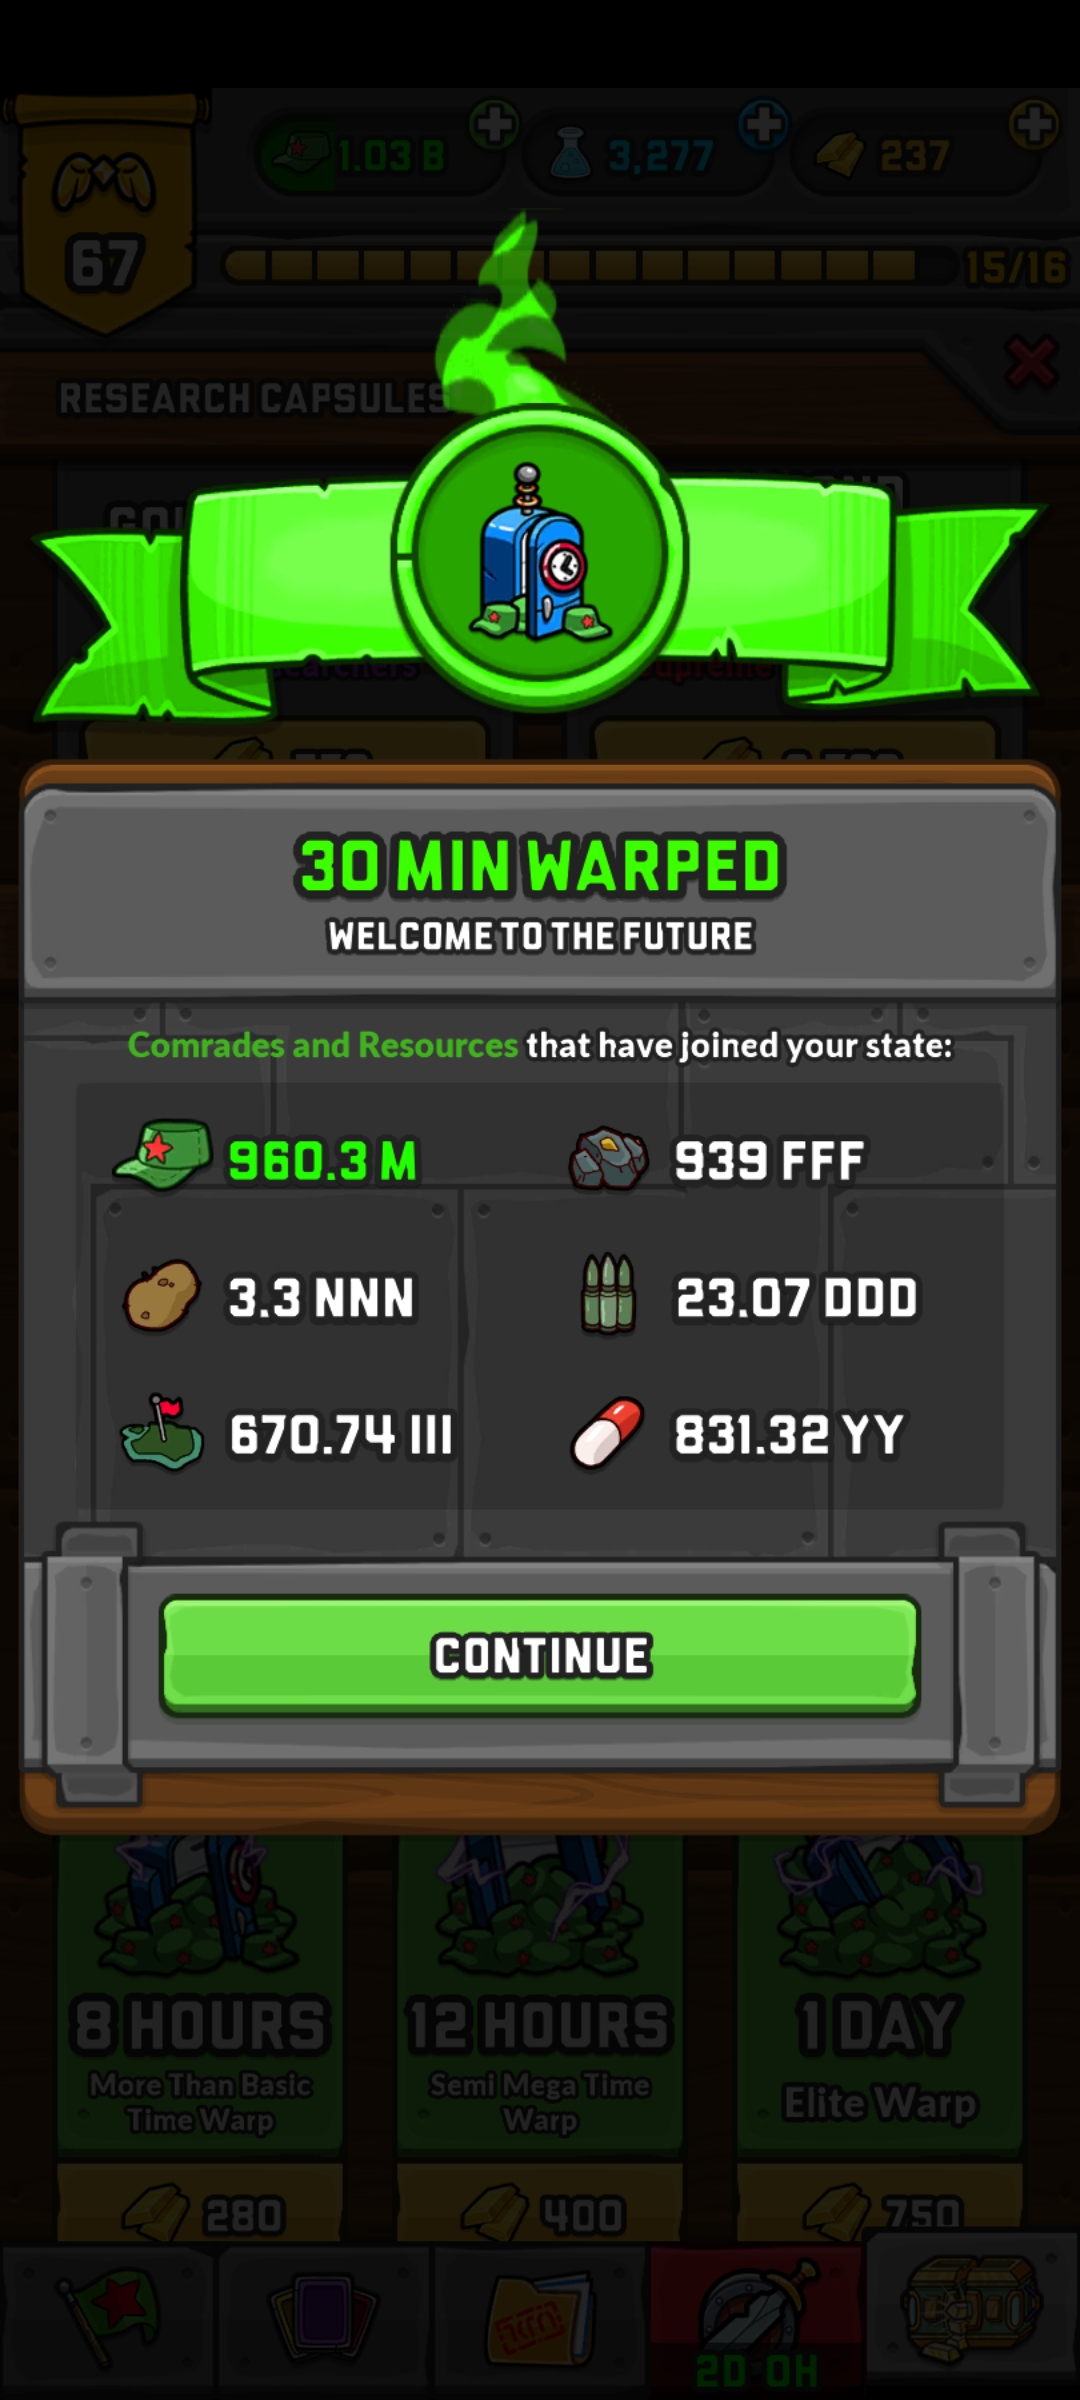 1.03 B
3,277
237
67
15/16
RESEARCH CAPSULES
30 MIN WARPED
WELCOME TO THE FUTURE
Comrades and Resources that have joined your state:
960.3 M
939 FFF
3.3 NNN
23.07 DDD
670.74 III
831.32 YY
CONTINUE
8 HOURS
12 HOURS
1 DAY
More Than Basic
Time Warp
Semi Mega Time
Warp
Elite Warp
280
400
750
2D 0H